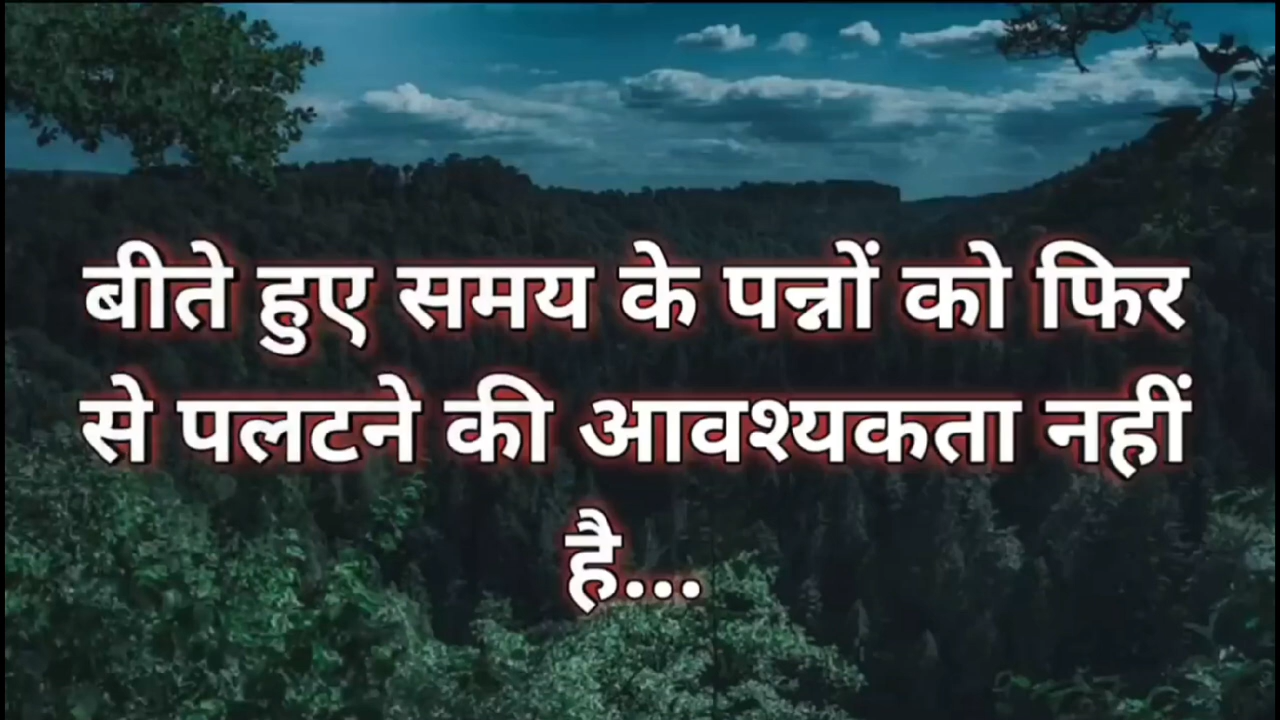 बीते हुए समय के पन्नों को फिर
से पलटने की आवश्यकता नहीं
है...